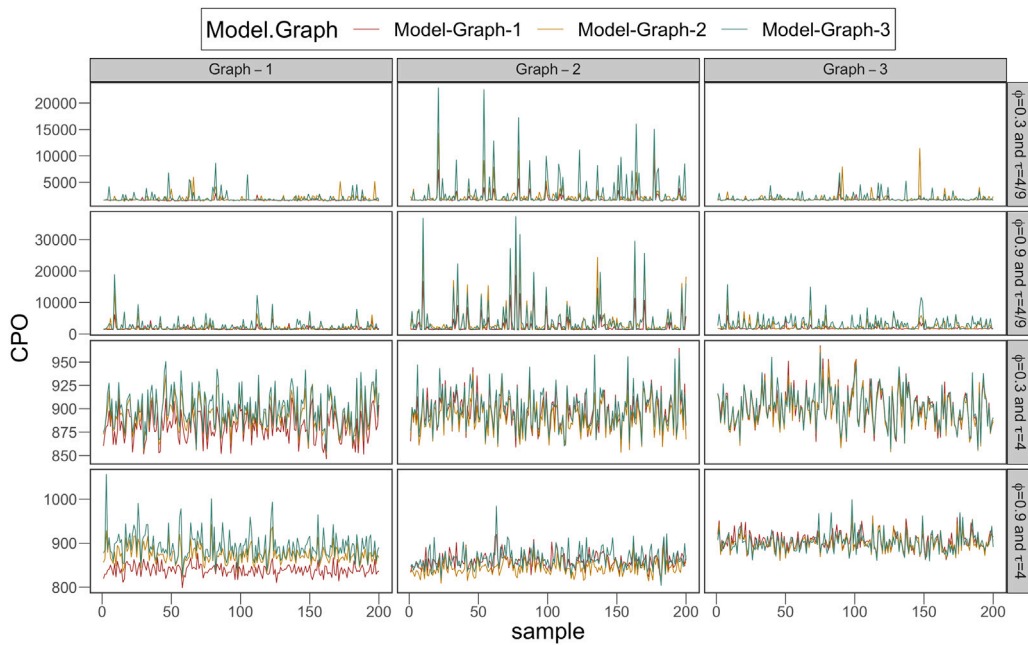 Model.Graph Model-Graph-1 Model-Graph-2 Model-Graph-3
Graph – 1 Graph – 2 Graph – 3
20000
15000
10000
5000
ϕ=0.3 and τ=4/9
30000
20000
10000
0
ϕ=0.9 and τ=4/9
CPO
950
925
900
875
850
ϕ=0.3 and τ=4
1000
900
800
ϕ=0.9 and τ=4
0 50 100 150 200 0 50 100 150 200 0 50 100 150 200
sample